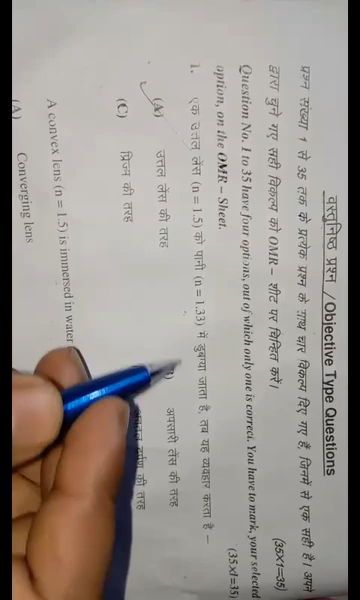 वस्तुनिष्ठ प्रश्न / Objective Type Questions
प्रश्न संख्या 1 से 35 तक के प्रत्येक प्रश्न के साथ चार विकल्प दिए गए हैं, जिनमें से एक सही है। अपने
द्वारा चुने गए सही विकल्प को OMR – शीट पर चिन्हित करें। (35X1=35)
Question No. 1 to 35 have four options, out of which only one is correct. You have to mark, your selected
option, on the OMR – Sheet. (35x1=35)
1. एक उत्तल लेंस (n = 1.5) को पानी (n = 1.33) में डुबाया जाता है, तब यह व्यवहार करता है –
(A) उत्तल लेंस की तरह अपसारी लेंस की तरह
(C) प्रिज्म की तरह दर्पण की तरह
A convex lens (n = 1.5) is immersed in water
(A) Converging lens